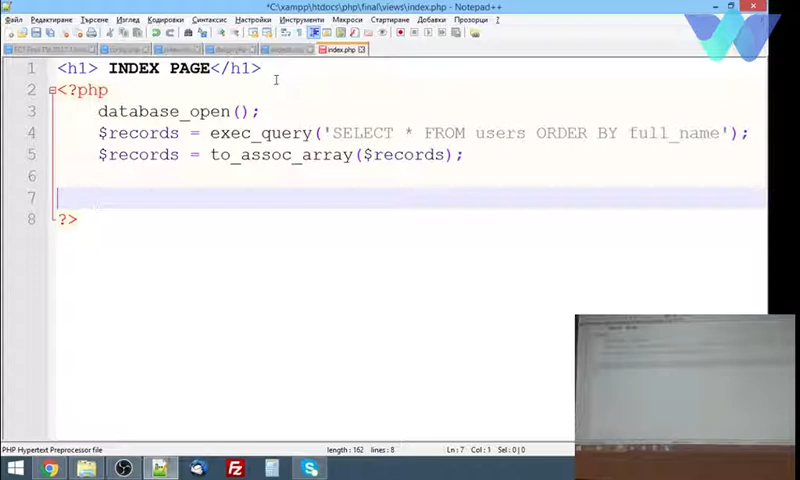 *C:\xampp\htdocs\php\final\views\index.php - Notepad++
Файл Редактиране Търсене Изглед Кодировки Синтаксис Настройки Инструменти Макроси Стартиране Добавки Прозорци ?
index.php
1 <h1> INDEX PAGE</h1>
2 <?php
3 database_open();
4 $records = exec_query('SELECT * FROM users ORDER BY full_name');
5 $records = to_assoc_array($records);
6
7
8 ?>
PHP Hypertext Preprocessor file length : 162 lines : 8 Ln : 7 Col : 1 Sel : 0 | 0